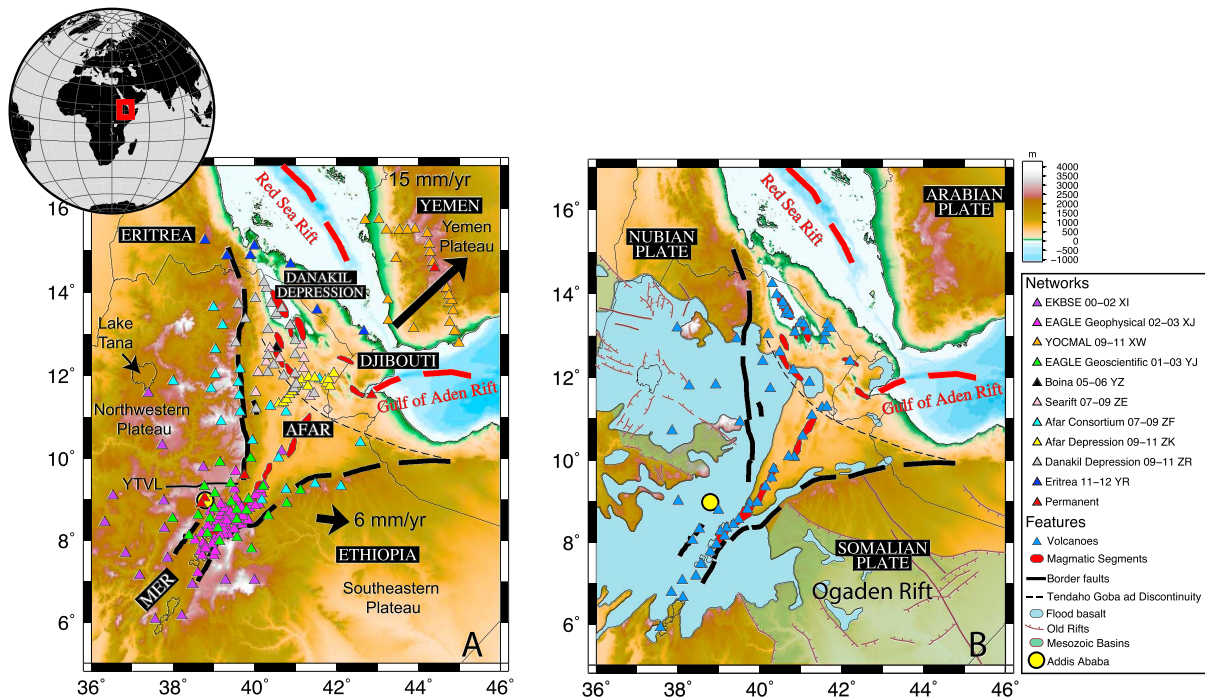 15 mm/yr
YEMEN
Yemen
Plateau
Red Sea
Rift
ERITREA
DANAKIL
DEPRESSION
Lake
Tana
DJIBOUTI
Gulf of Aden Rift
Northwestern
Plateau
AFAR
YTVL
6 mm/yr
ETHIOPIA
MER
Southeastern
Plateau
A
16°
14°
12°
10°
8°
6°
36°
38°
40°
42°
44°
46°
ARABIAN
PLATE
Red Sea
Rift
NUBIAN
PLATE
Gulf of Aden Rift
SOMALIAN
PLATE
Ogaden Rift
B
16°
14°
12°
10°
8°
6°
36°
38°
40°
42°
44°
46°
m
4000
3500
3000
2500
2000
1500
1000
500
0
−500
−1000
Networks
EKBSE 00−02 XI
EAGLE Geophysical 02−03 XJ
YOCMAL 09−11 XW
EAGLE Geoscientific 01−03 YJ
Boina 05−06 YZ
Searift 07−09 ZE
Afar Consortium 07−09 ZF
Afar Depression 09−11 ZK
Danakil Depression 09−11 ZR
Eritrea 11−12 YR
Permanent
Features
Volcanoes
Magmatic Segments
Border faults
Tendaho Goba ad Discontinuity
Flood basalt
Old Rifts
Mesozoic Basins
Addis Ababa